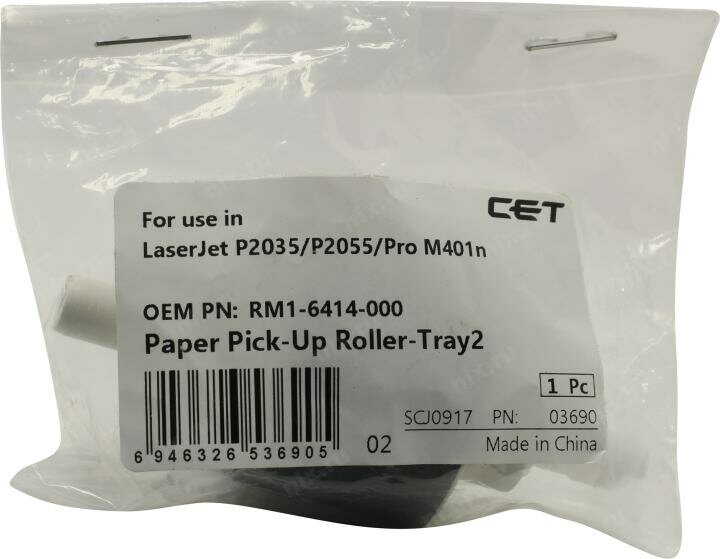 CET
For use in
LaserJet P2035/P2055/Pro M401n
OEM PN: RM1-6414-000
Paper Pick-Up Roller-Tray2
1 Pc
SCJ0917 PN: 03690
6 946326 536905 02 Made in China